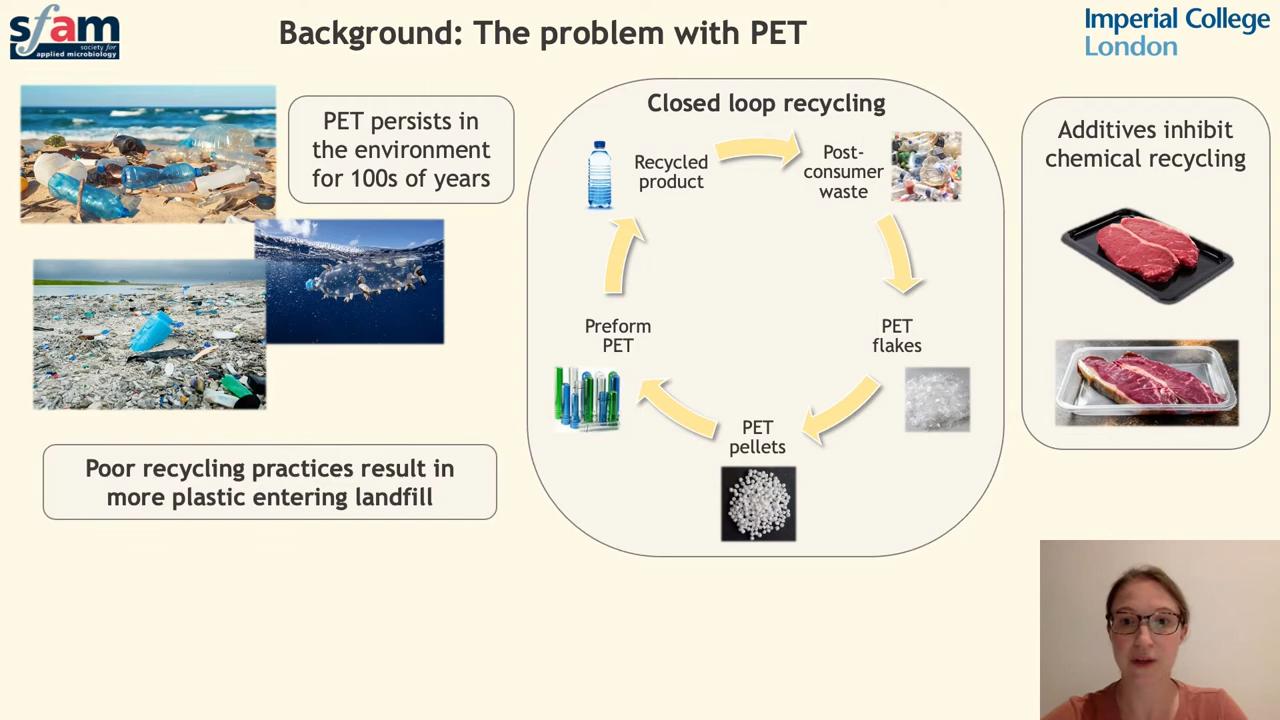 sfam
society for
applied microbiology
Background: The problem with PET
Imperial College
London
PET persists in
the environment
for 100s of years
Poor recycling practices result in
more plastic entering landfill
Closed loop recycling
Recycled
product
Post-
consumer
waste
PET
flakes
PET
pellets
Preform
PET
Additives inhibit
chemical recycling